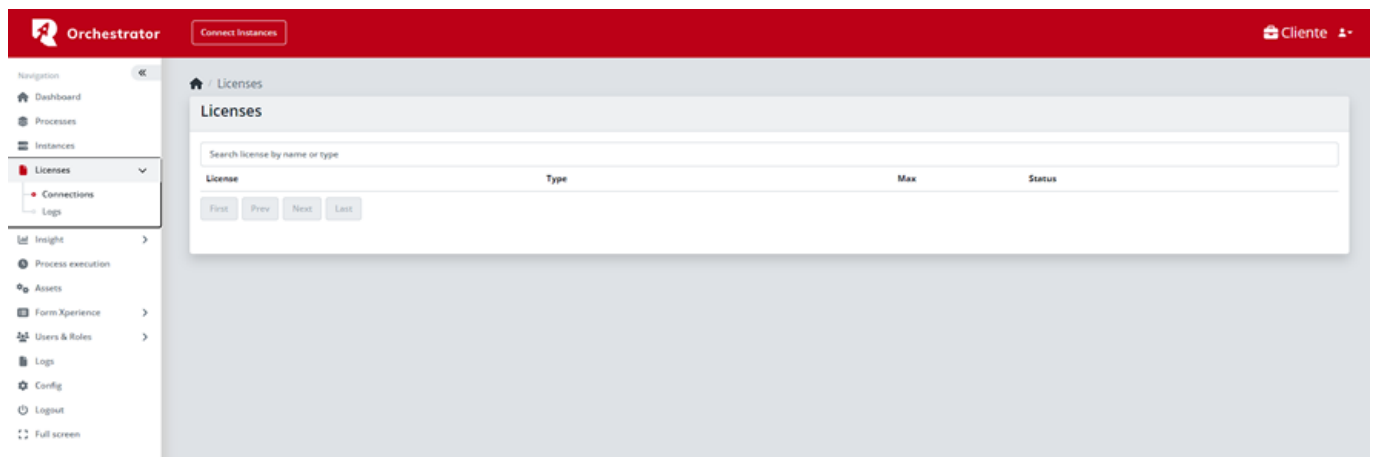 Orchestrator
Connect Instances
Cliente
Navigation
Dashboard
Processes
Instances
Licenses
Connections
Logs
Insight
Process execution
Assets
Form Xperience
Users & Roles
Logs
Config
Logout
Full screen
/ Licenses
Licenses
Search license by name or type
License Type Max Status
First Prev Next Last